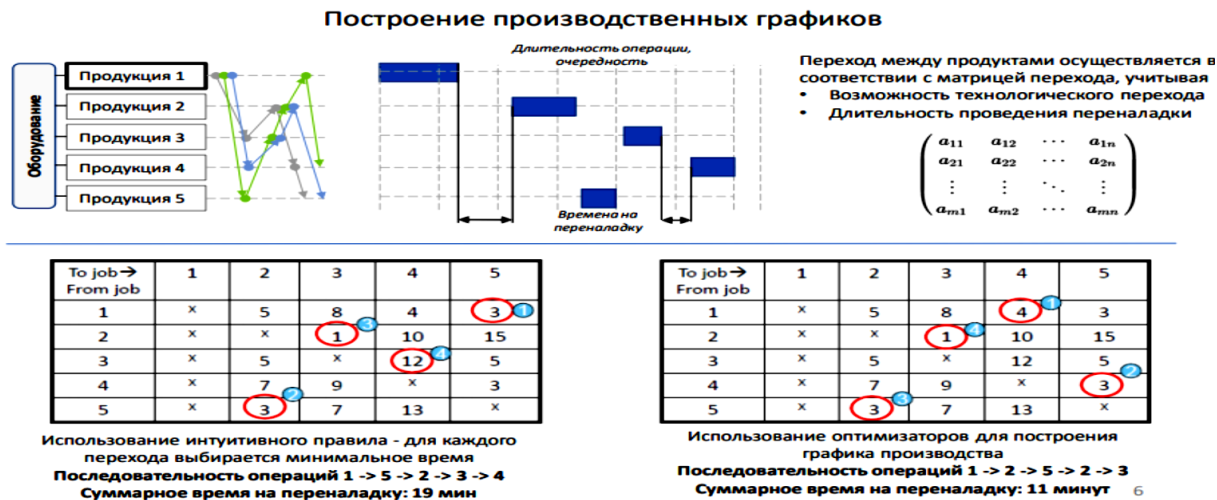 Построение производственных графиков
Оборудование
Продукция 1
Продукция 2
Продукция 3
Продукция 4
Продукция 5
Длительность операции,
очередность
Времена на
переналадку
Переход между продуктами осуществляется в
соответствии с матрицей перехода, учитывая
• Возможность технологического перехода
• Длительность проведения переналадки
a11 a12 ⋯ a1n
a21 a22 ⋯ a2n
⋮ ⋮ ⋱ ⋮
am1 am2 ⋯ amn
To job→ 1 2 3 4 5
From job
1 x 5 8 4 3 1
3
2 x x 1 10 15
3 x 5 x 12 4 5
4 x 7 9 x 3
2
5 x 3 7 13 x
Использование интуитивного правила - для каждого
перехода выбирается минимальное время
Последовательность операций 1 -> 5 -> 2 -> 3 -> 4
Суммарное время на переналадку: 19 мин
To job→ 1 2 3 4 5
From job
1 x 5 8 4 1 3
2 x x 1 4 10 15
3 x 5 x 12 5
2
4 x 7 9 x 3
3
5 x 3 7 13 x
Использование оптимизаторов для построения
графика производства
Последовательность операций 1 -> 2 -> 5 -> 2 -> 3
Суммарное время на переналадку: 11 минут
6